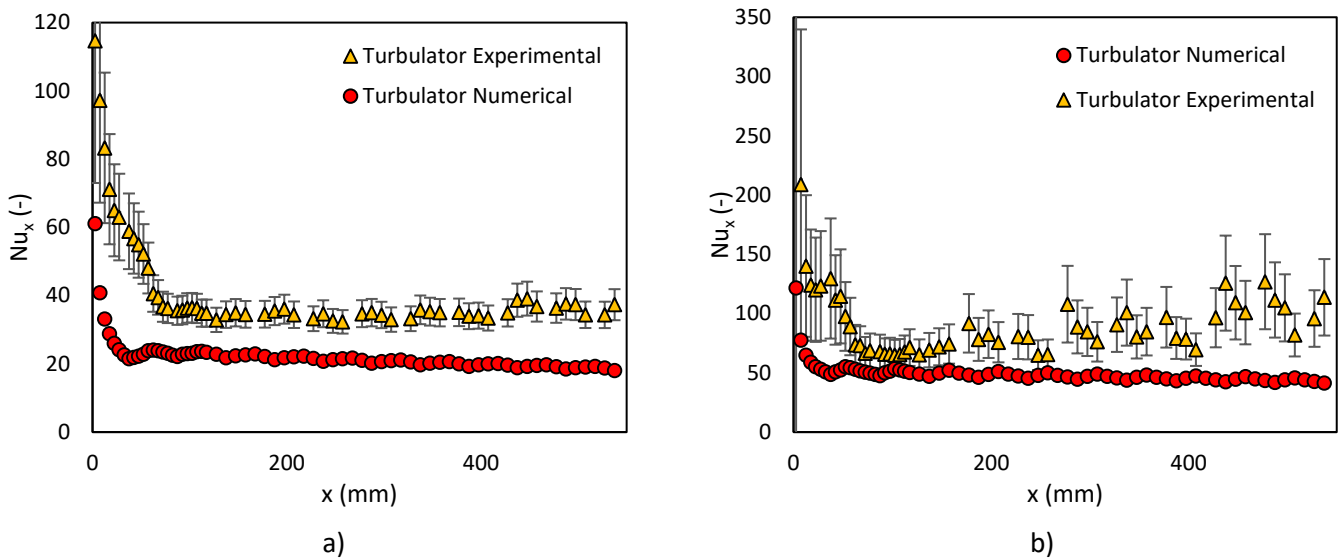 120
100
80
60
40
20
0
Nuₓ (-)
Turbulator Experimental
Turbulator Numerical
0
200
400
x (mm)
a)
350
300
250
200
150
100
50
0
Nuₓ (-)
Turbulator Numerical
Turbulator Experimental
0
200
400
x (mm)
b)